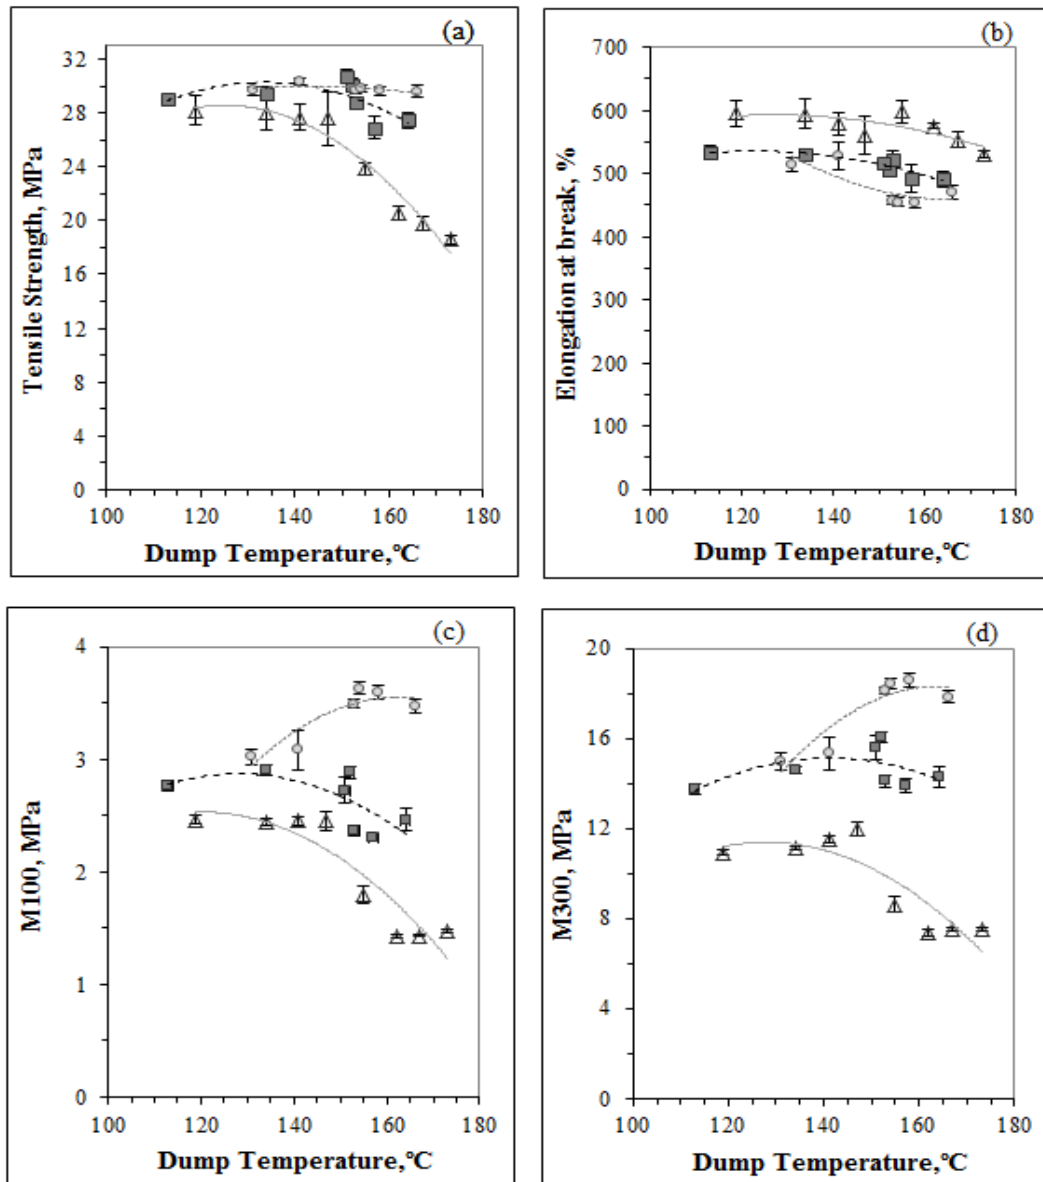 (a)
32
28
24
20
16
12
8
4
0
Tensile Strength, MPa
100 120 140 160 180
Dump Temperature,°C
(b)
700
600
500
400
300
200
100
0
Elongation at break, %
100 120 140 160 180
Dump Temperature,°C
(c)
4
3
2
1
0
M100, MPa
100 120 140 160 180
Dump Temperature,°C
(d)
20
16
12
8
4
0
M300, MPa
100 120 140 160 180
Dump Temperature,°C